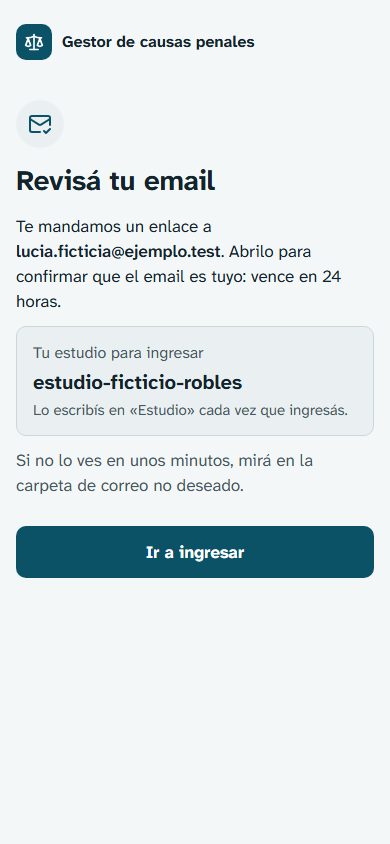 Gestor de causas penales
Revisá tu email
Te mandamos un enlace a
lucia.ficticia@ejemplo.test. Abrilo para
confirmar que el email es tuyo: vence en 24
horas.
Tu estudio para ingresar
estudio-ficticio-robles
Lo escribís en «Estudio» cada vez que ingresás.
Si no lo ves en unos minutos, mirá en la
carpeta de correo no deseado.
Ir a ingresar